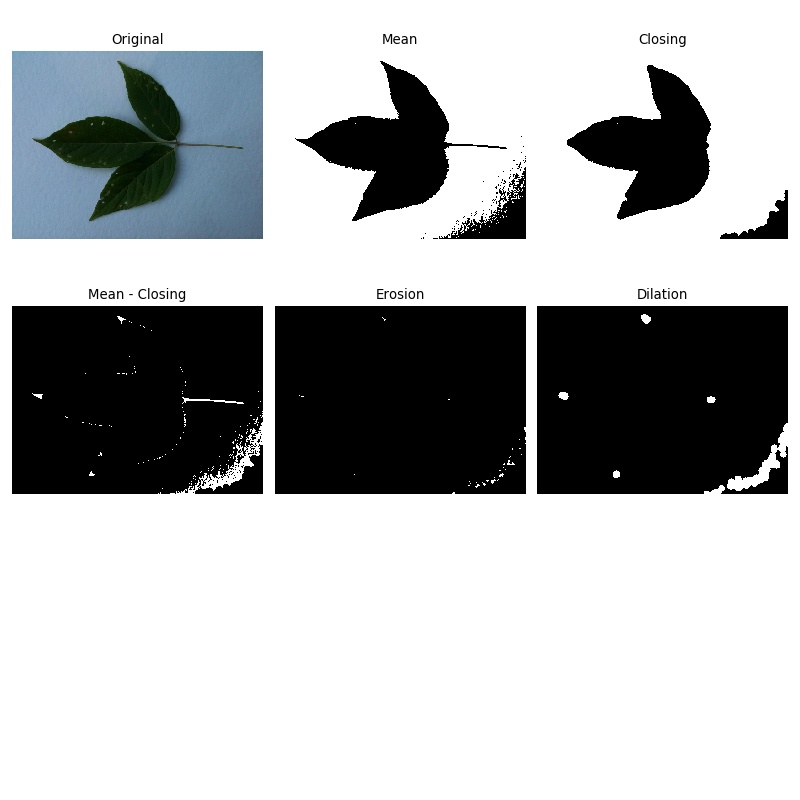 Original
Mean
Closing
Mean - Closing
Erosion
Dilation